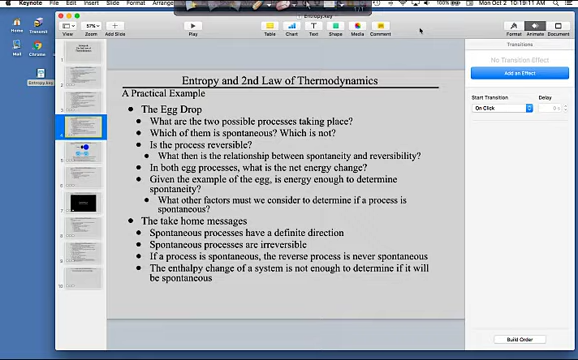 Keynote File Edit Insert Slide Format Arrange
100%
Mon Oct 2 10:19:11 AM
Entropy.key
57%
View Zoom Add Slide
Play
Table Chart Text Shape Media Comment
Format Animate Document
Home
Mail
Transmit
Chrome
Entropy.key
Transitions
No Transition Effect
Add an Effect
Start Transition
Delay
On Click
Build Order
Entropy and 2nd Law of Thermodynamics
A Practical Example
• The Egg Drop
• What are the two possible processes taking place?
• Which of them is spontaneous? Which is not?
• Is the process reversible?
• What then is the relationship between spontaneity and reversibility?
• In both egg processes, what is the net energy change?
• Given the example of the egg, is energy enough to determine
spontaneity?
• What other factors must we consider to determine if a process is
spontaneous?
• The take home messages
• Spontaneous processes have a definite direction
• Spontaneous processes are irreversible
• If a process is spontaneous, the reverse process is never spontaneous
• The enthalpy change of a system is not enough to determine if it will
be spontaneous